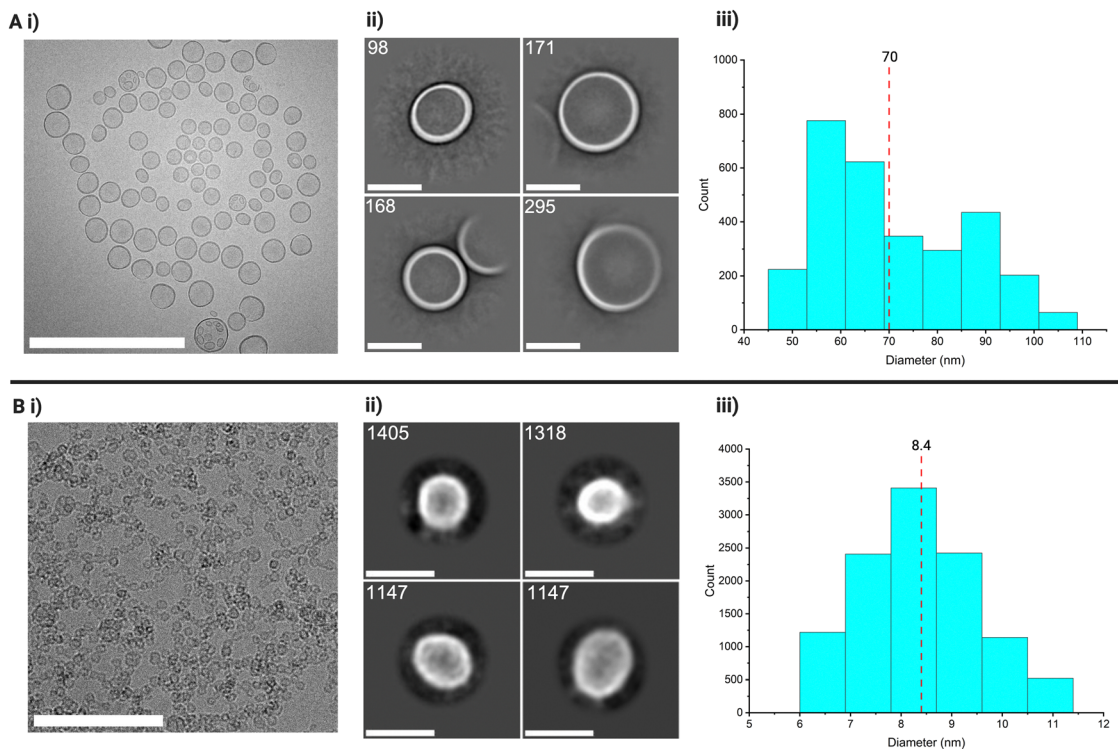 A i)
ii)
98
171
168
295
iii)
70
1000
800
600
400
200
0
Count
40 50 60 70 80 90 100 110
Diameter (nm)
B i)
ii)
1405
1318
1147
1147
iii)
8.4
4000
3500
3000
2500
2000
1500
1000
500
0
Count
5 6 7 8 9 10 11 12
Diameter (nm)